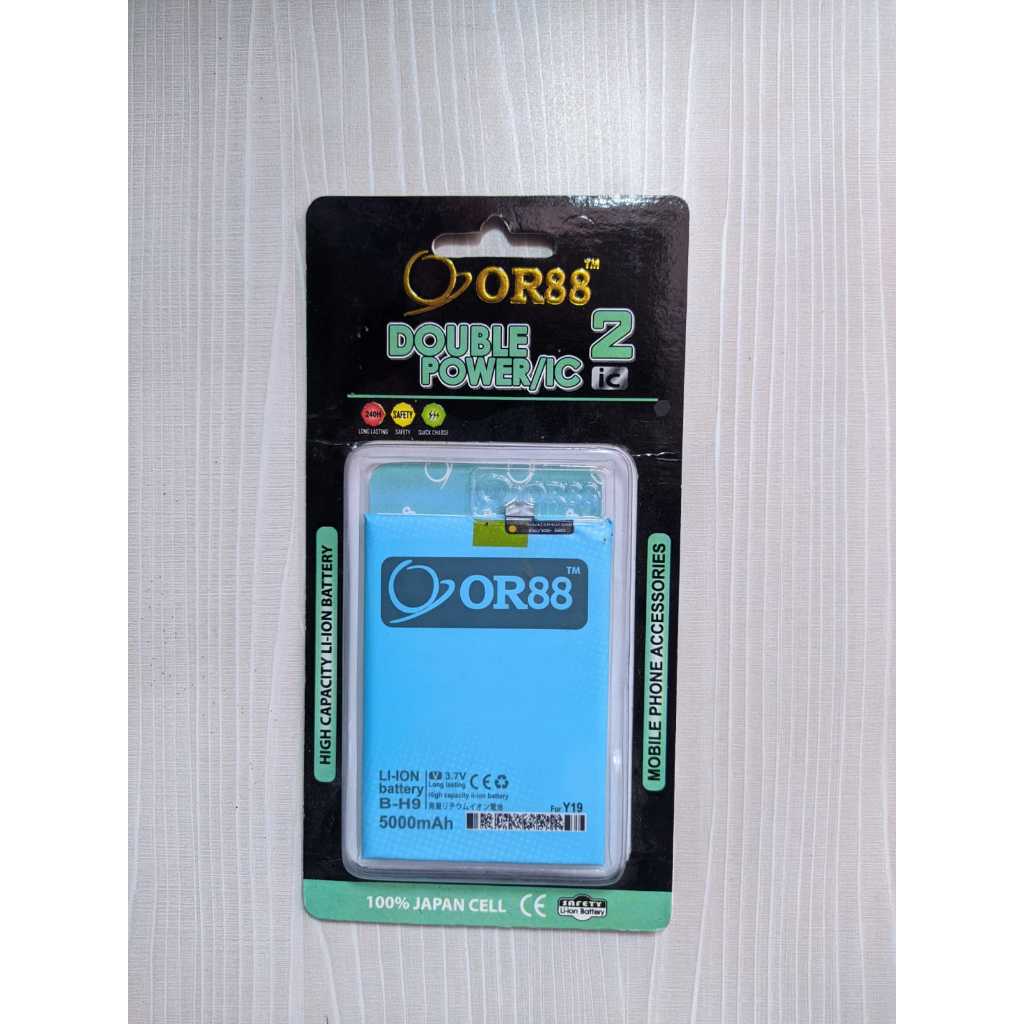 OR88™
DOUBLE
POWER/IC
2
ic
240H
SAFETY
LONG LASTING
SAFETY
QUICK CHARGE
HIGH CAPACITY LI-ION BATTERY
MOBILE PHONE ACCESSORIES
OR88™
LI-ION
battery
B-H9
5000mAh
V 3.7V
Long lasting
CE
High capacity li-ion battery
For Y19
100% JAPAN CELL CE
SAFETY
Li-ion Battery